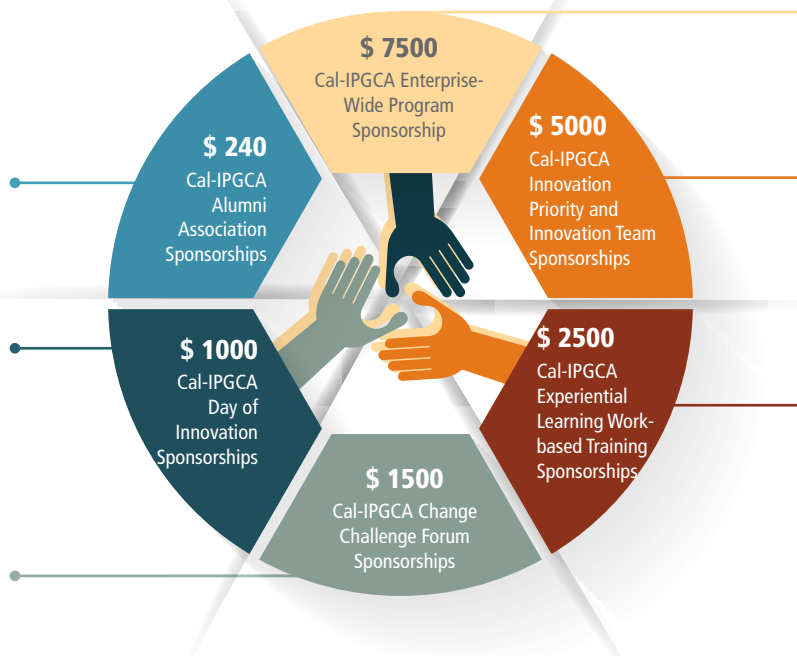 $ 7500
Cal-IPGCA Enterprise-
Wide Program
Sponsorship
$ 5000
Cal-IPGCA
Innovation
Priority and
Innovation Team
Sponsorships
$ 2500
Cal-IPGCA
Experiential
Learning Work-
based Training
Sponsorships
$ 1500
Cal-IPGCA Change
Challenge Forum
Sponsorships
$ 1000
Cal-IPGCA
Day of
Innovation
Sponsorships
$ 240
Cal-IPGCA
Alumni
Association
Sponsorships